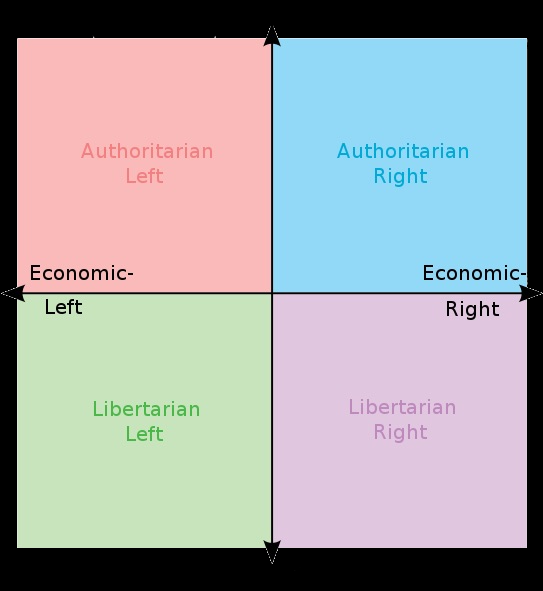 Authoritarian
Left
Authoritarian
Right
Economic-
Left
Economic-
Right
Libertarian
Left
Libertarian
Right